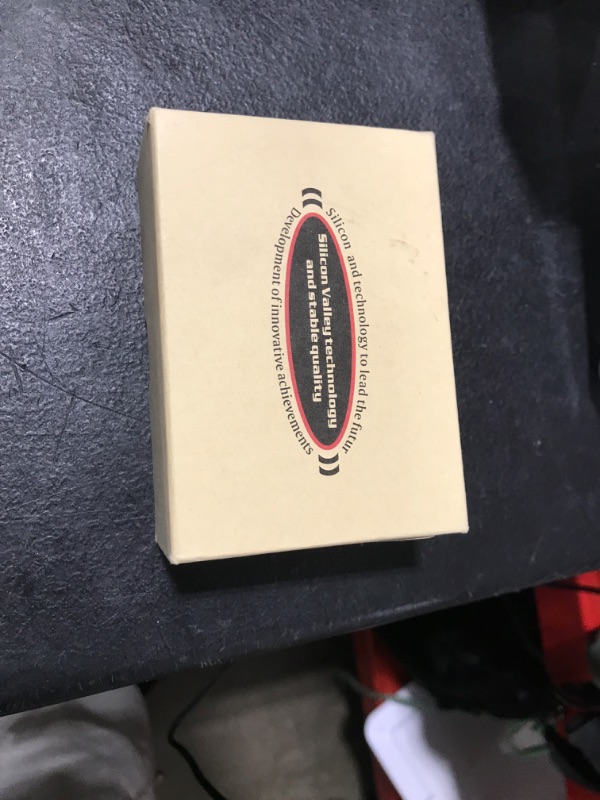 Silicon and technology to lead the futur
Silicon Valley technology
and stable quality
Development of innovative achievements